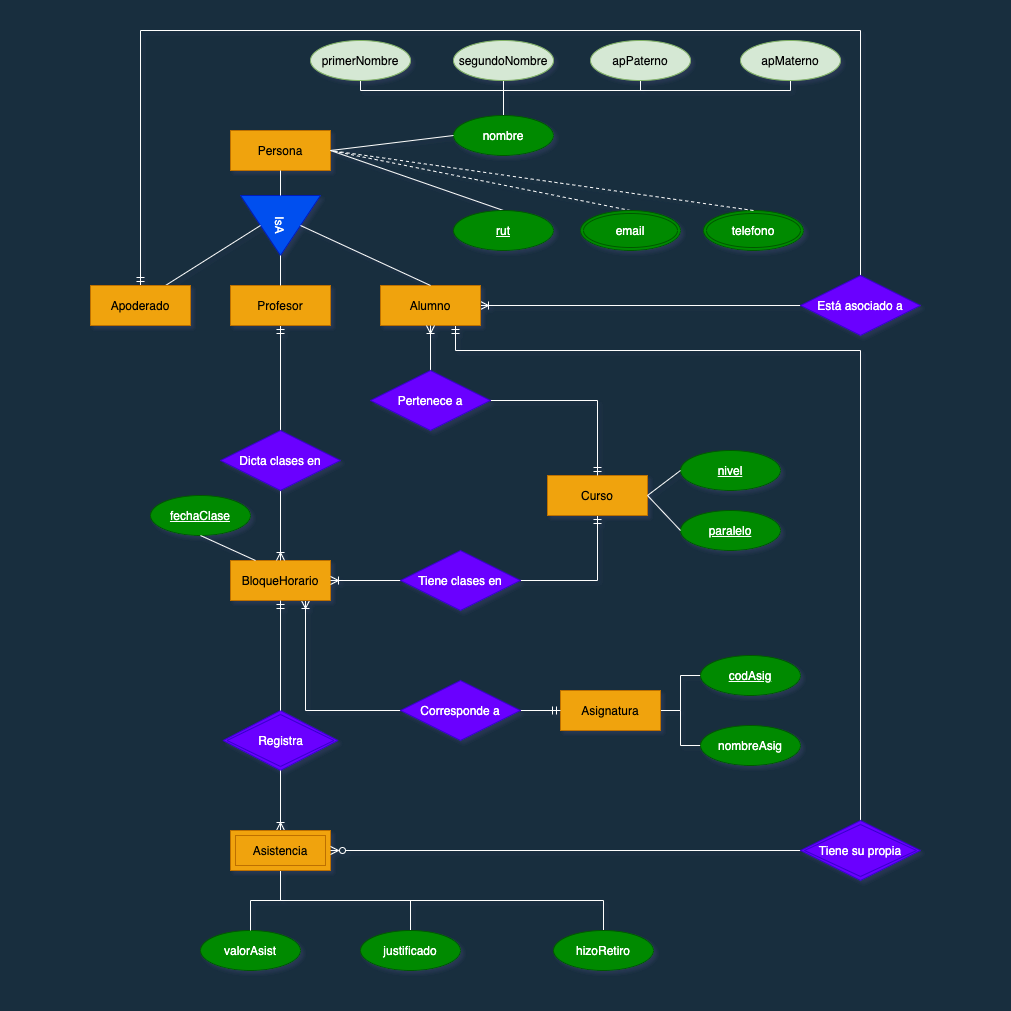 primerNombre
segundoNombre
apPaterno
apMaterno
nombre
Persona
rut
email
telefono
IsA
Apoderado
Profesor
Alumno
Está asociado a
Pertenece a
Dicta clases en
nivel
Curso
fechaClase
paralelo
BloqueHorario
Tiene clases en
codAsig
Corresponde a
Asignatura
Registra
nombreAsig
Asistencia
Tiene su propia
valorAsist
justificado
hizoRetiro